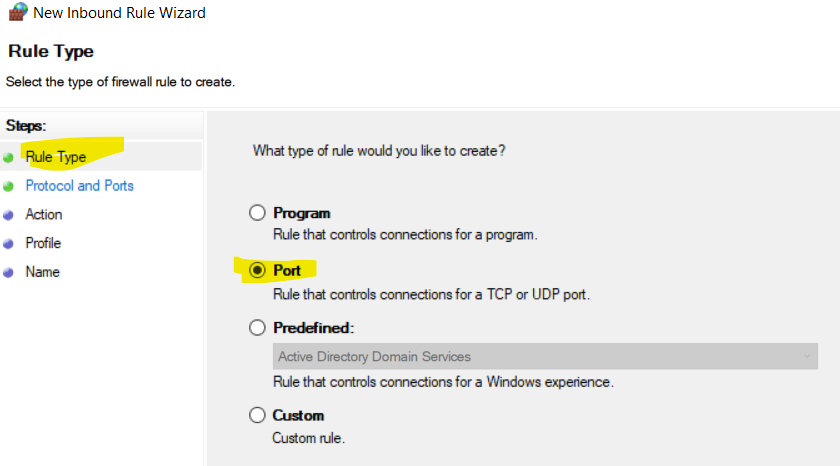 New Inbound Rule Wizard
Rule Type
Select the type of firewall rule to create.
Steps:
Rule Type
Protocol and Ports
Action
Profile
Name
What type of rule would you like to create?
Program
Rule that controls connections for a program.
Port
Rule that controls connections for a TCP or UDP port.
Predefined:
Active Directory Domain Services
Rule that controls connections for a Windows experience.
Custom
Custom rule.